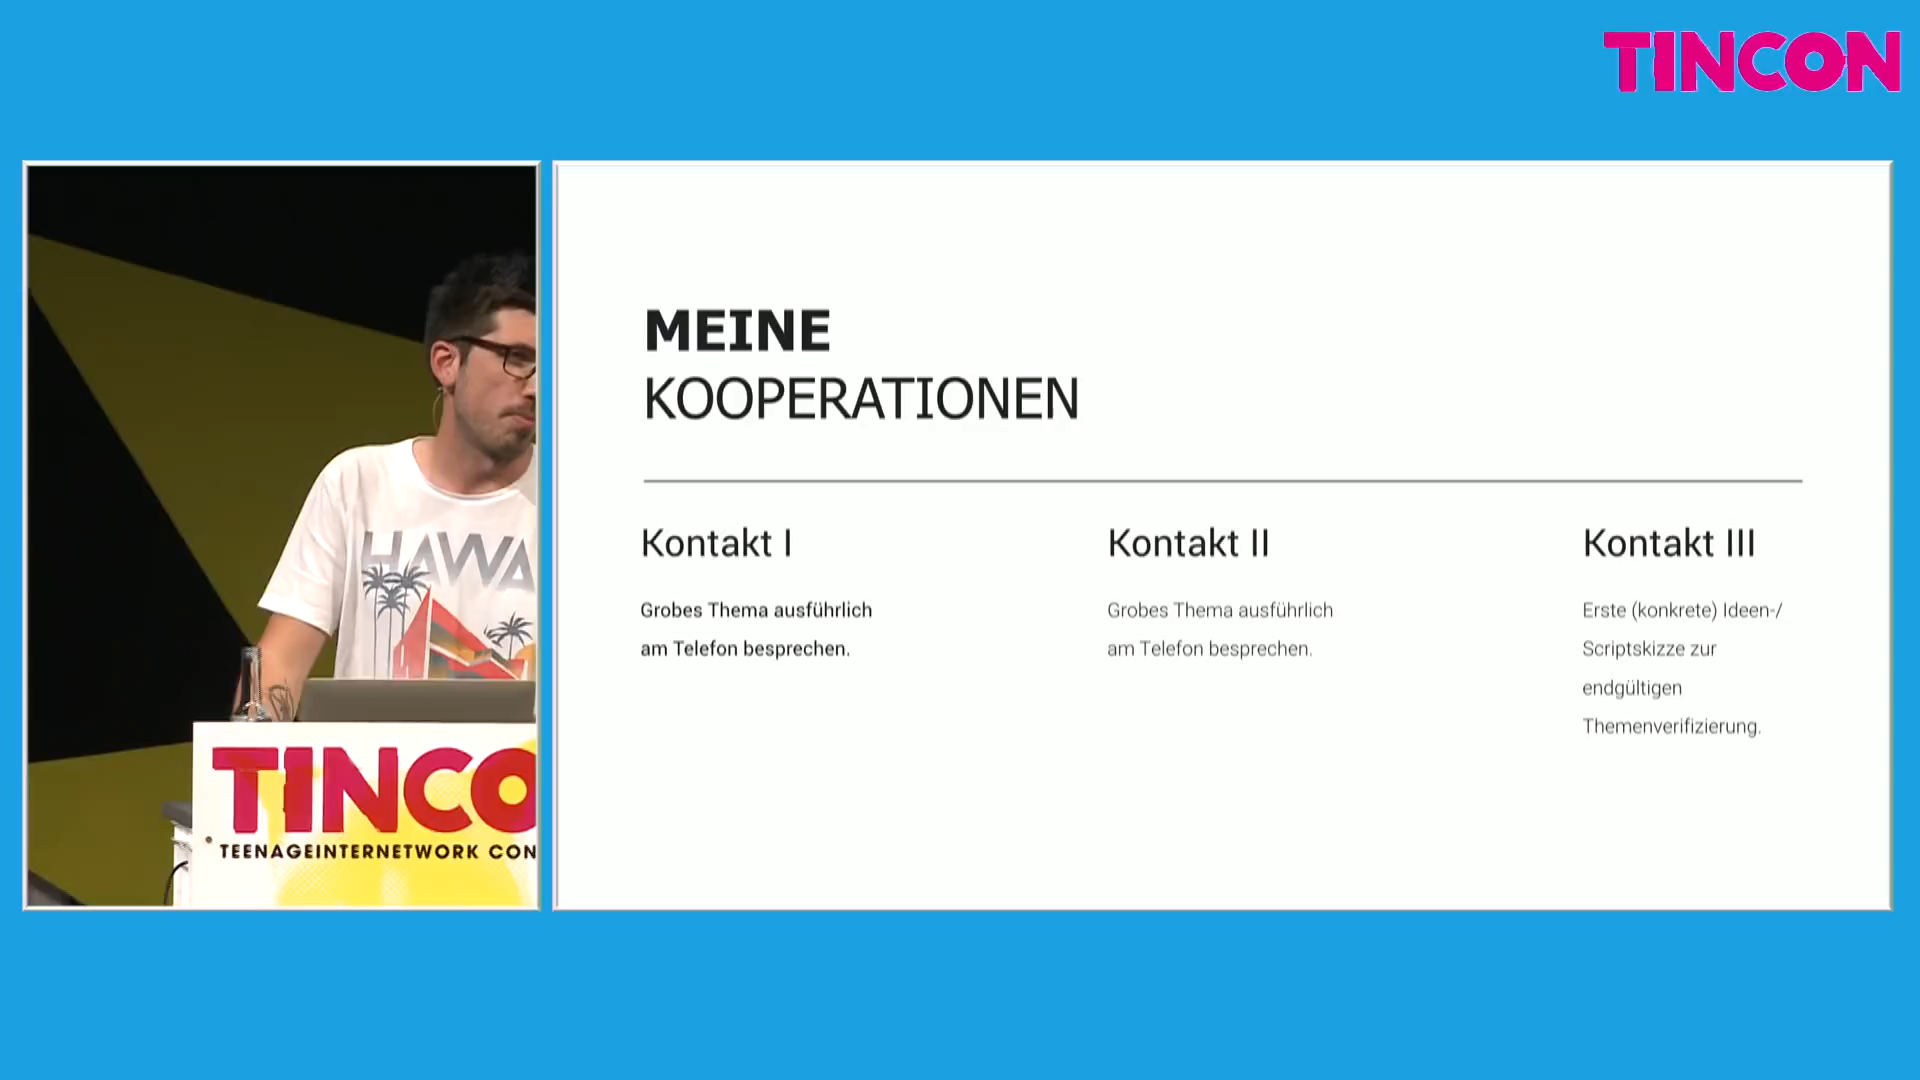 TINCON
MEINE
KOOPERATIONEN
Kontakt I
Grobes Thema ausführlich
am Telefon besprechen.
Kontakt II
Grobes Thema ausführlich
am Telefon besprechen.
Kontakt III
Erste (konkrete) Ideen-/
Scriptskizze zur
endgültigen
Themenverifizierung.
HAWA
TINCO
TEENAGEINTERNETWORK CON